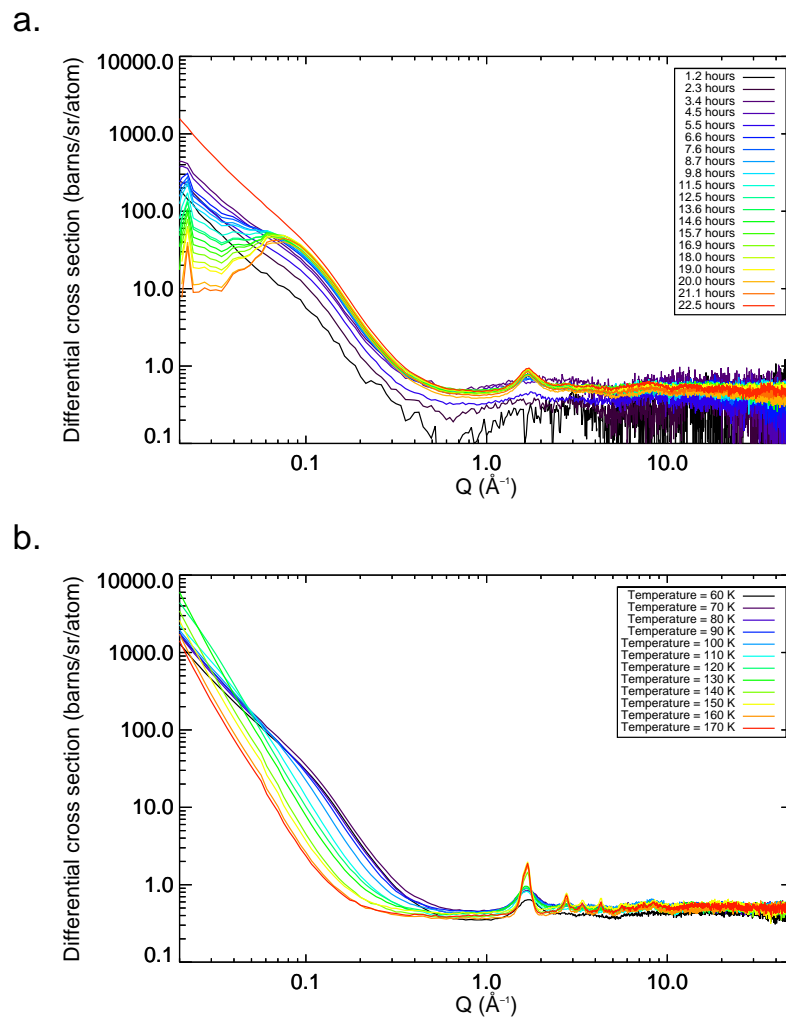 a.
Differential cross section (barns/sr/atom)
10000.0
1000.0
100.0
10.0
1.0
0.1
1.2 hours
2.3 hours
3.4 hours
4.5 hours
5.5 hours
6.6 hours
7.6 hours
8.7 hours
9.8 hours
11.5 hours
12.5 hours
13.6 hours
14.6 hours
15.7 hours
16.9 hours
18.0 hours
19.0 hours
20.0 hours
21.1 hours
22.5 hours
0.1 1.0 10.0
Q (Å⁻¹)
b.
Differential cross section (barns/sr/atom)
10000.0
1000.0
100.0
10.0
1.0
0.1
Temperature = 60 K
Temperature = 70 K
Temperature = 80 K
Temperature = 90 K
Temperature = 100 K
Temperature = 110 K
Temperature = 120 K
Temperature = 130 K
Temperature = 140 K
Temperature = 150 K
Temperature = 160 K
Temperature = 170 K
0.1 1.0 10.0
Q (Å⁻¹)